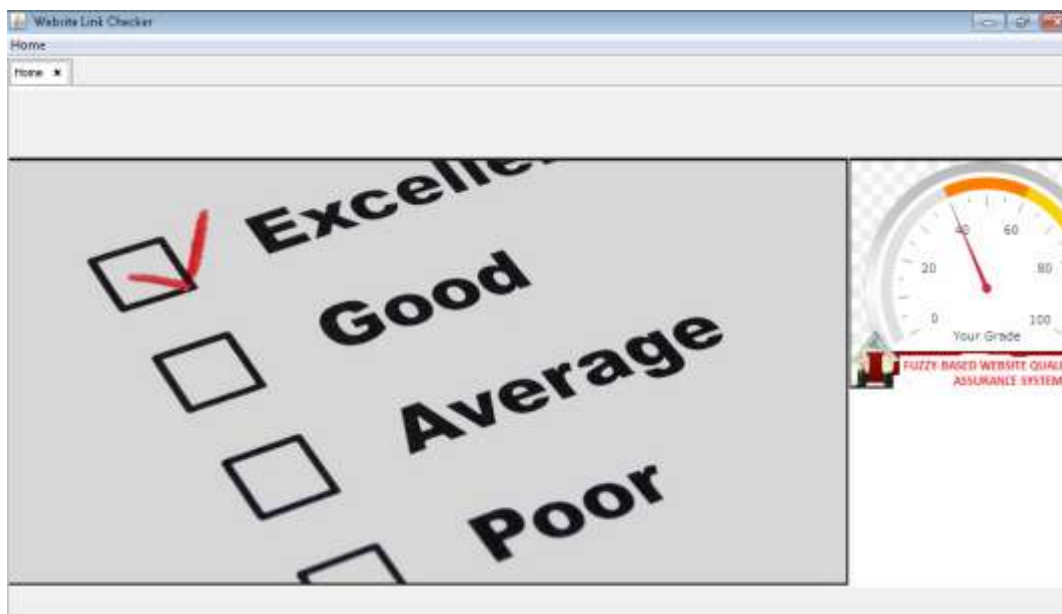 Website Link Checker
Home
Home
Excelle
Good
Average
Poor
0
20
40
60
80
100
Your Grade
FUZZY-BASED WEBSITE QUAL
ASSURANCE SYSTEM